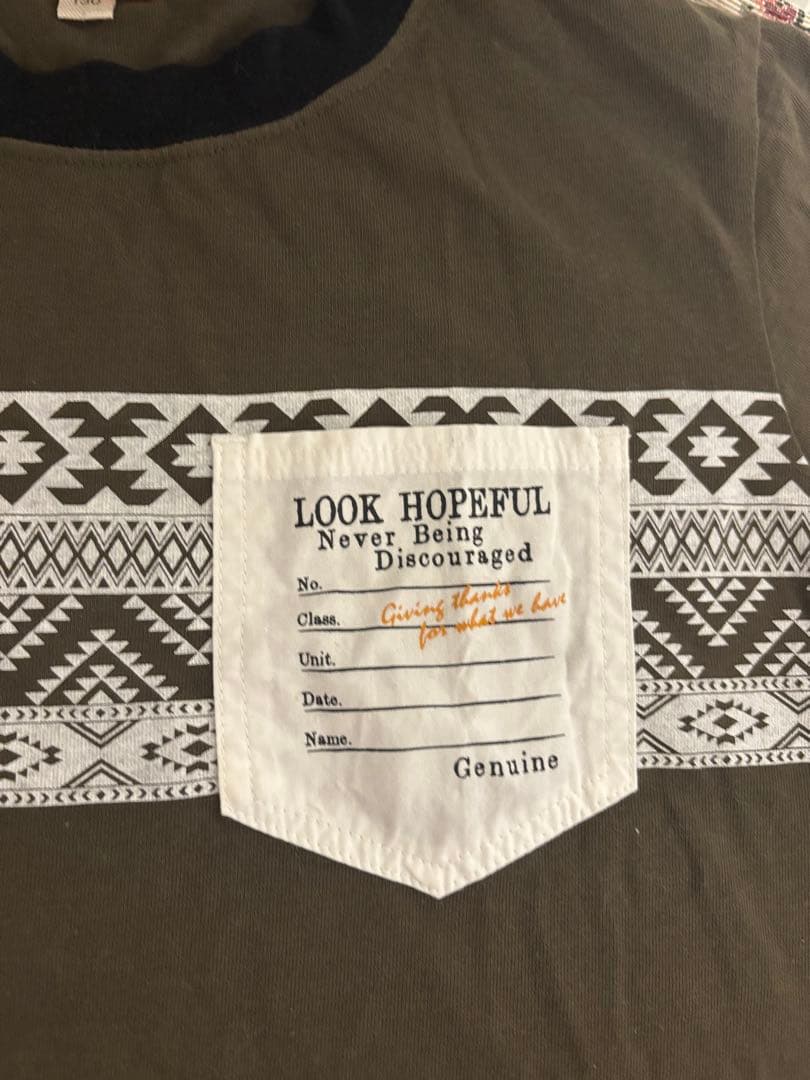 LOOK HOPEFUL
Never Being
Discouraged
No.
Giving thanks
Class.
for what we have
Unit.
Date.
Name.
Genuine